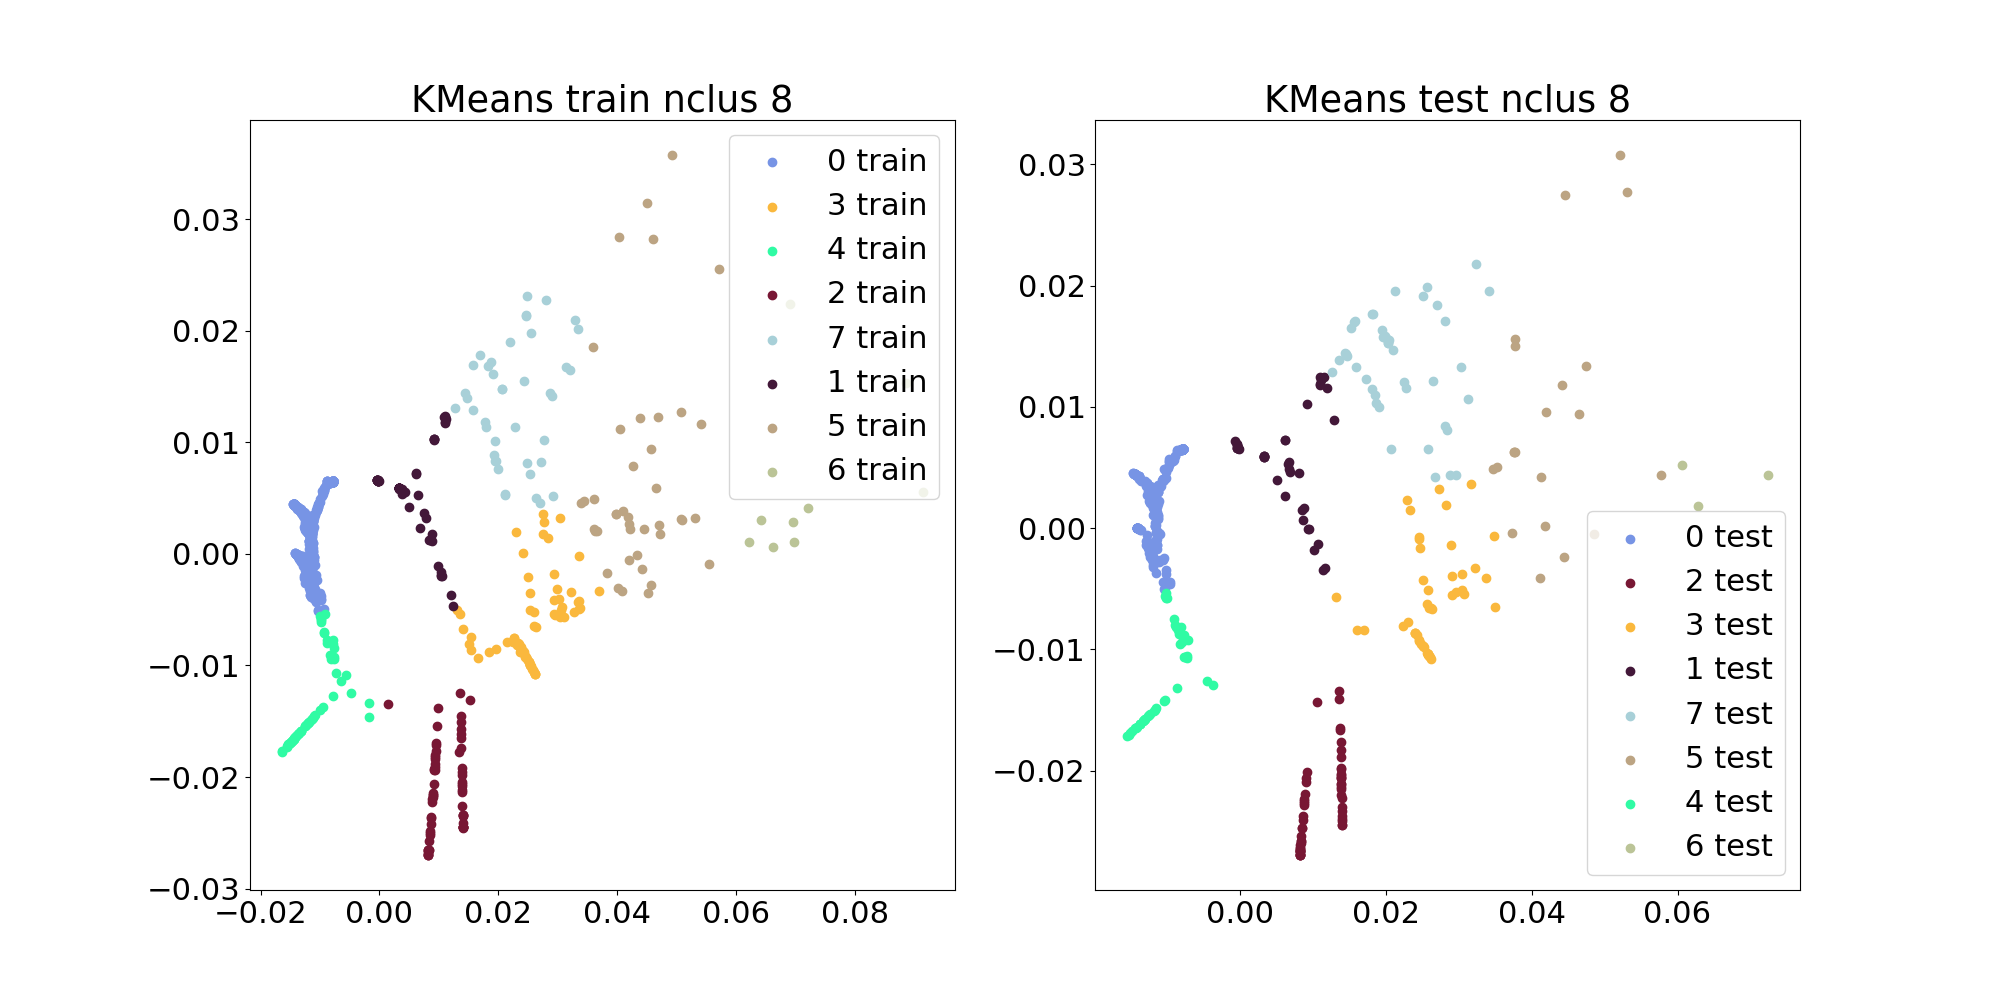 KMeans train nclus 8
0.03
0.02
0.01
0.00
−0.01
−0.02
−0.03
−0.02 0.00 0.02 0.04 0.06 0.08
0 train
3 train
4 train
2 train
7 train
1 train
5 train
6 train
KMeans test nclus 8
0.03
0.02
0.01
0.00
−0.01
−0.02
0.00 0.02 0.04 0.06
0 test
2 test
3 test
1 test
7 test
5 test
4 test
6 test